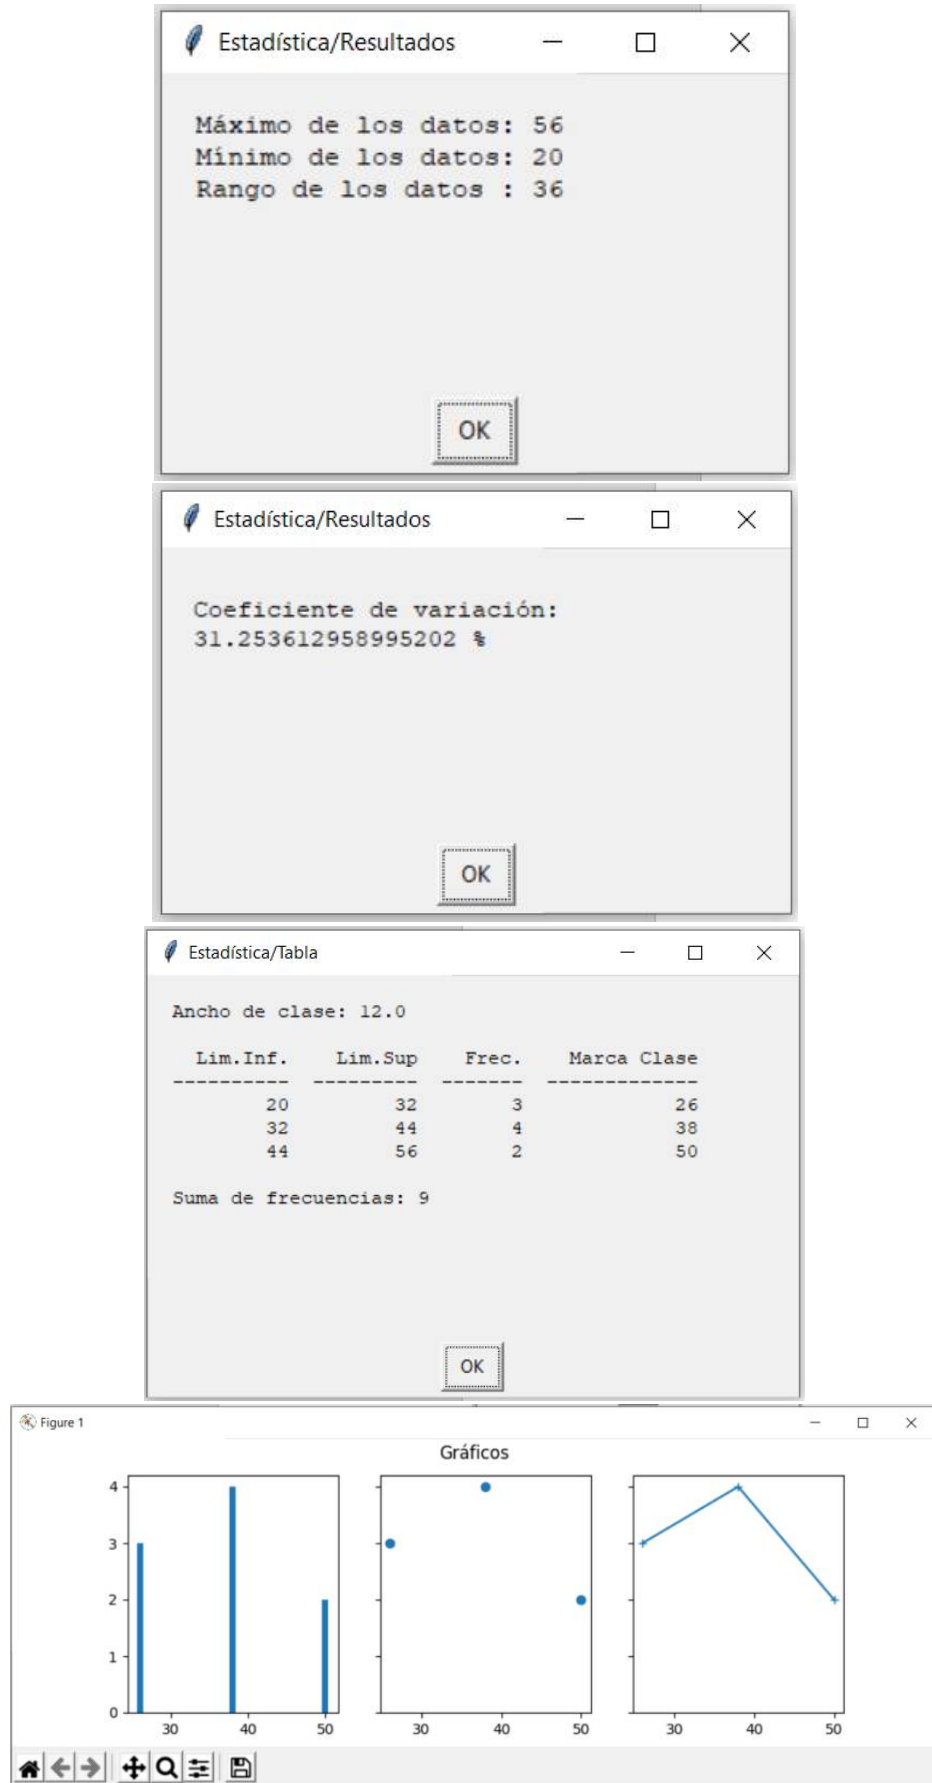 Estadística/Resultados
Máximo de los datos: 56
Mínimo de los datos: 20
Rango de los datos : 36
OK
Estadística/Resultados
Coeficiente de variación:
31.253612958995202 %
OK
Estadística/Tabla
Ancho de clase: 12.0
Lim.Inf. Lim.Sup Frec. Marca Clase
---------- --------- ------- -------------
20 32 3 26
32 44 4 38
44 56 2 50
Suma de frecuencias: 9
OK
Figure 1
Gráficos
4
3
2
1
0
30 40 50 30 40 50 30 40 50